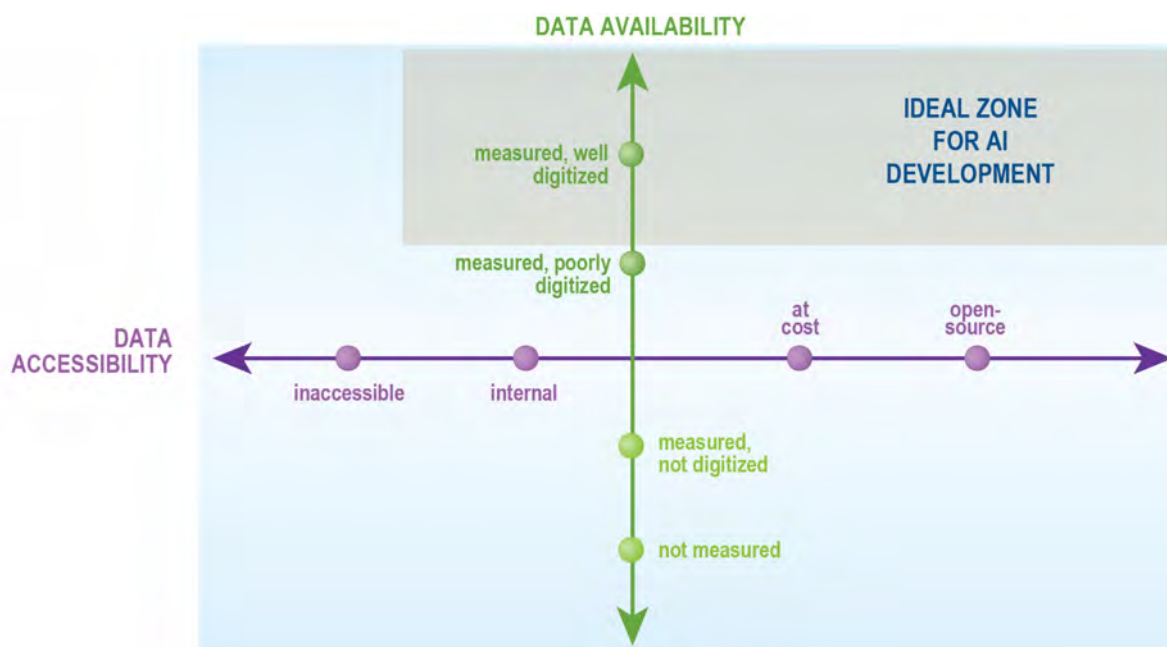 DATA AVAILABILITY
IDEAL ZONE
FOR AI
DEVELOPMENT
measured, well
digitized
measured, poorly
digitized
DATA
ACCESSIBILITY
at
cost
open-
source
inaccessible
internal
measured,
not digitized
not measured